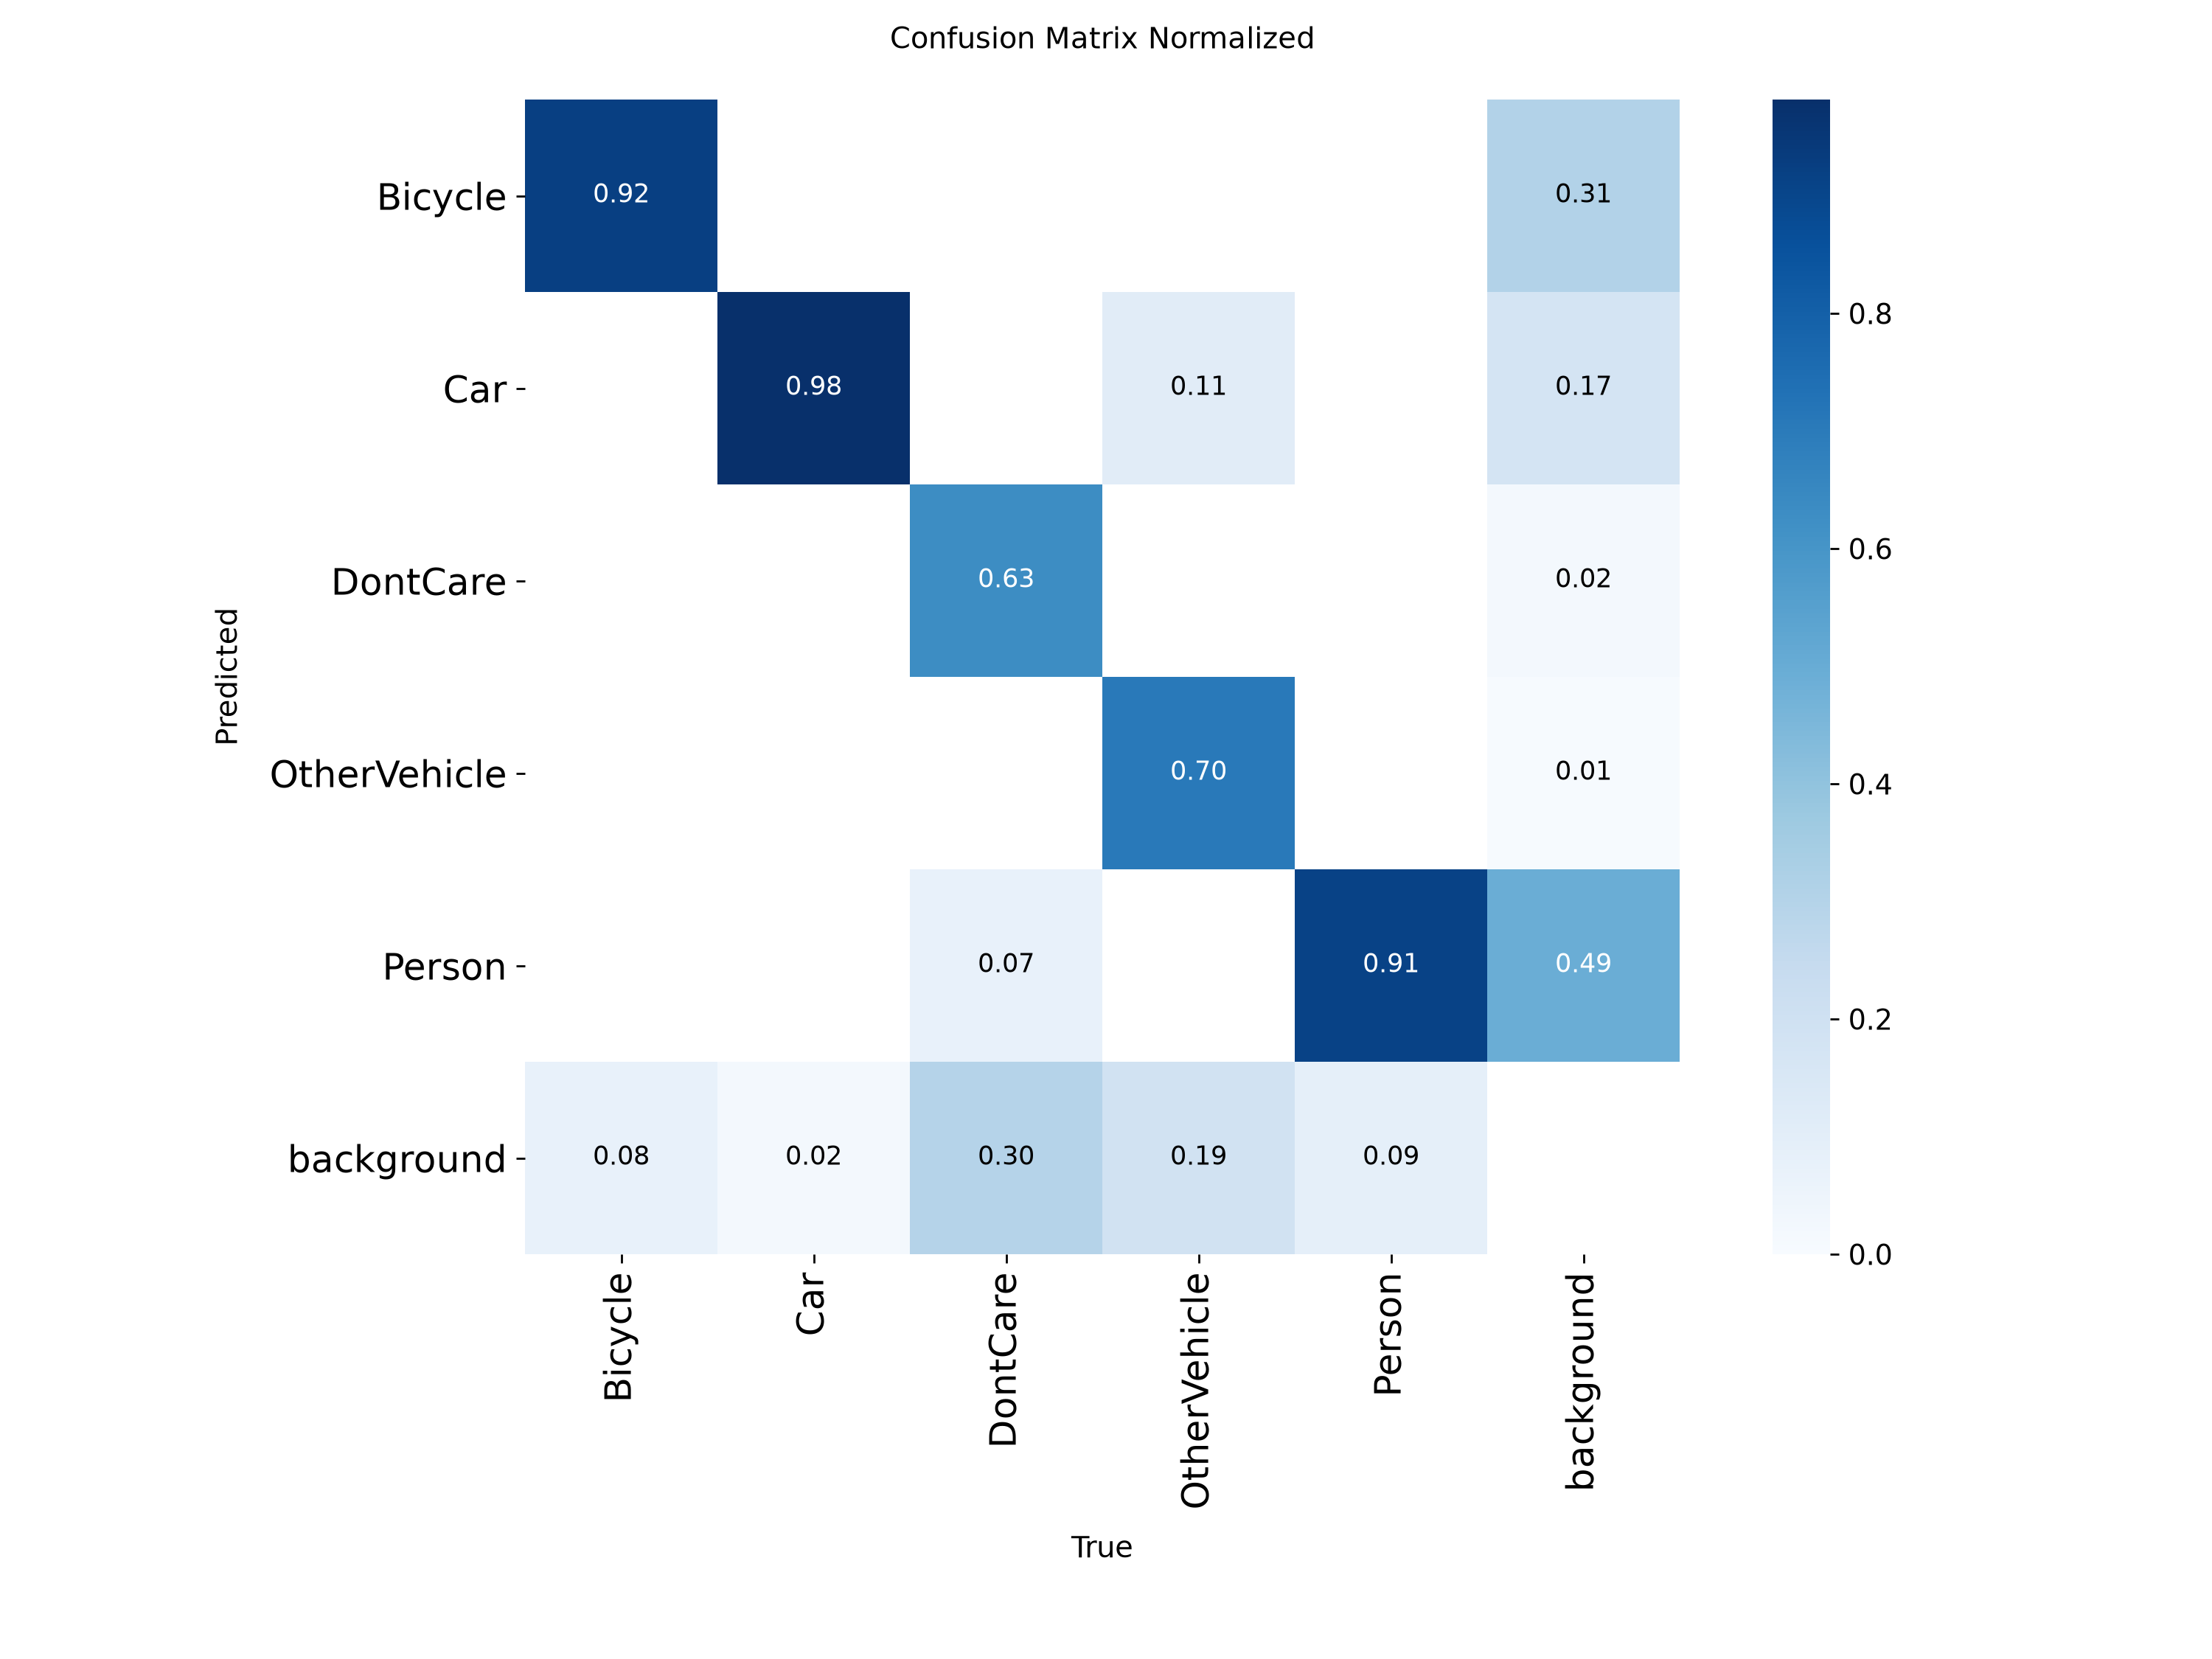 Confusion Matrix Normalized
Predicted
Bicycle
0.92
0.31
Car
0.98
0.11
0.17
0.8
DontCare
0.63
0.02
0.6
OtherVehicle
0.70
0.01
0.4
Person
0.07
0.91
0.49
0.2
background
0.08
0.02
0.30
0.19
0.09
0.0
Bicycle
Car
DontCare
OtherVehicle
Person
background
True